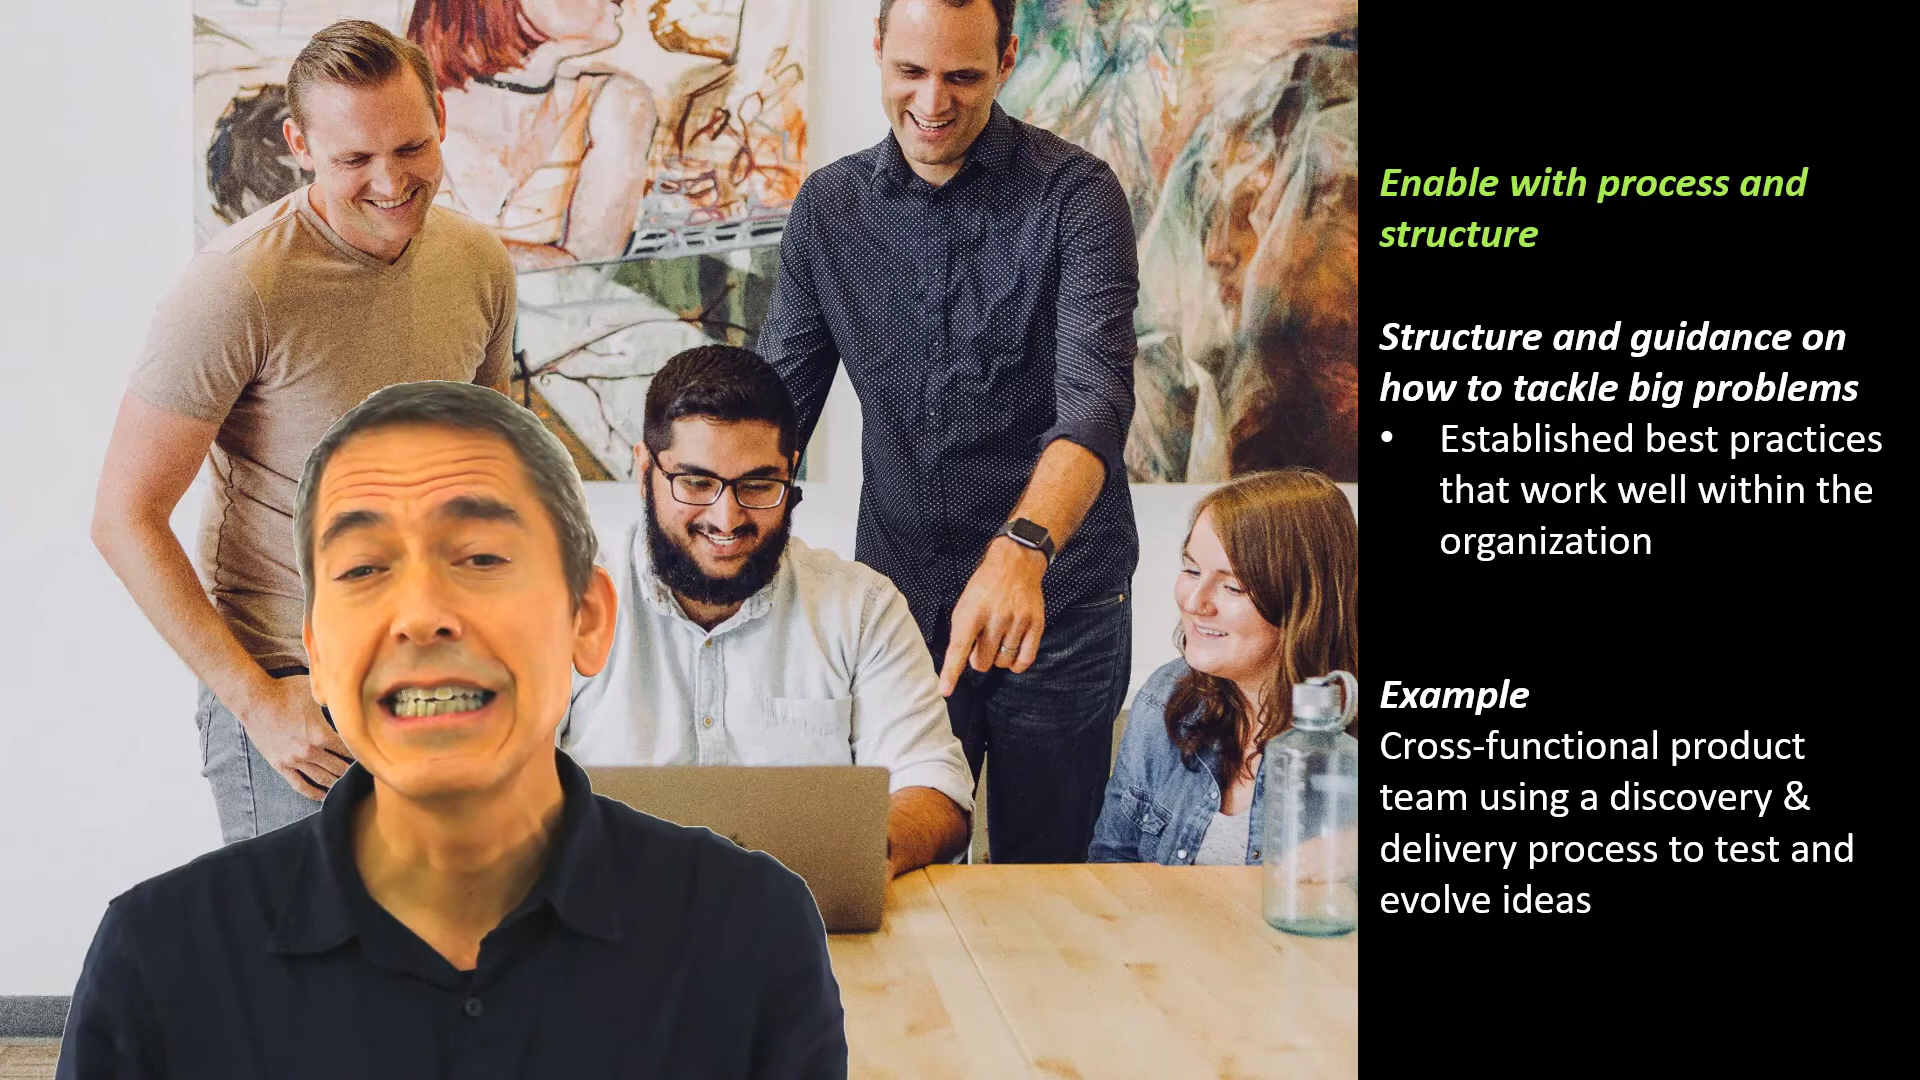 Enable with process and
structure
Structure and guidance on
how to tackle big problems
• Established best practices
that work well within the
organization
Example
Cross-functional product
team using a discovery &
delivery process to test and
evolve ideas